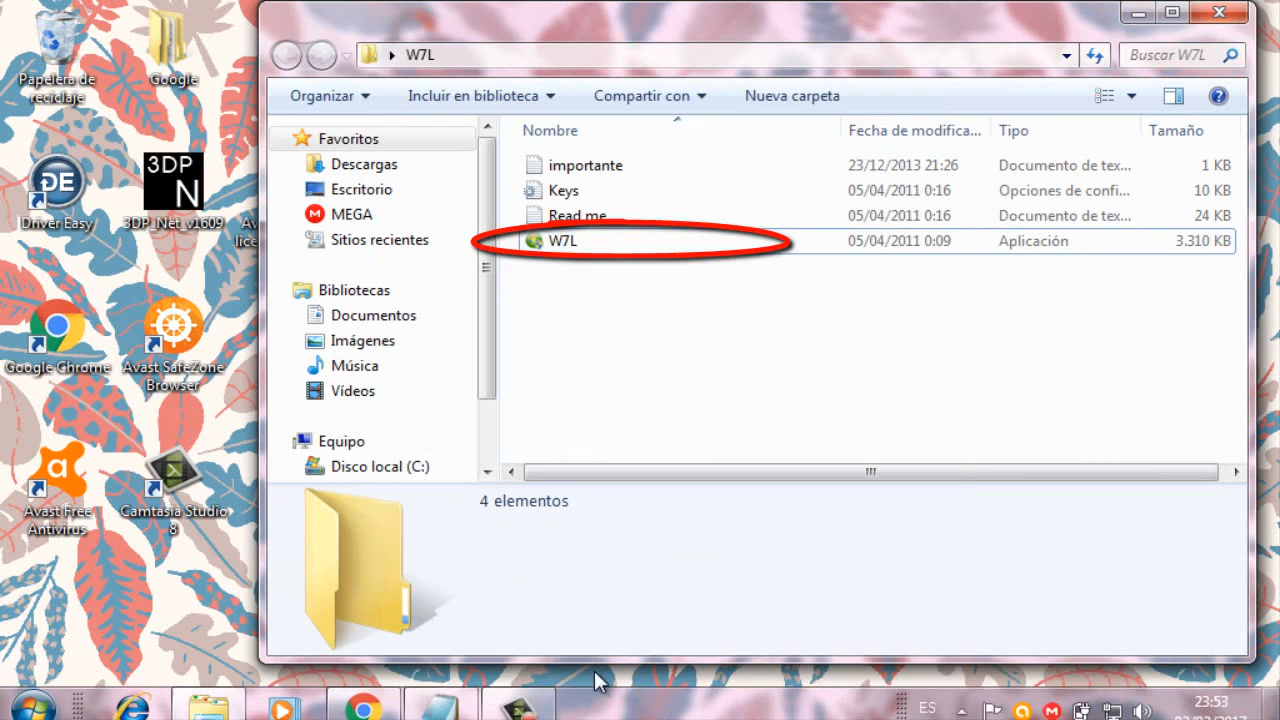 Papelera de
reciclaje
Google
Driver Easy
3DP
N
3DP_Net_v1609
Av
lice
Google Chrome
Avast SafeZone
Browser
Avast Free
Antivirus
Camtasia Studio
8
W7L
Buscar W7L
Organizar
Incluir en biblioteca
Compartir con
Nueva carpeta
Favoritos
Descargas
Escritorio
MEGA
Sitios recientes
Bibliotecas
Documentos
Imágenes
Música
Vídeos
Equipo
Disco local (C:)
Nombre Fecha de modifica... Tipo Tamaño
importante 23/12/2013 21:26 Documento de tex... 1 KB
Keys 05/04/2011 0:16 Opciones de confi... 10 KB
Read me 05/04/2011 0:16 Documento de tex... 24 KB
W7L 05/04/2011 0:09 Aplicación 3.310 KB
4 elementos
ES
23:53